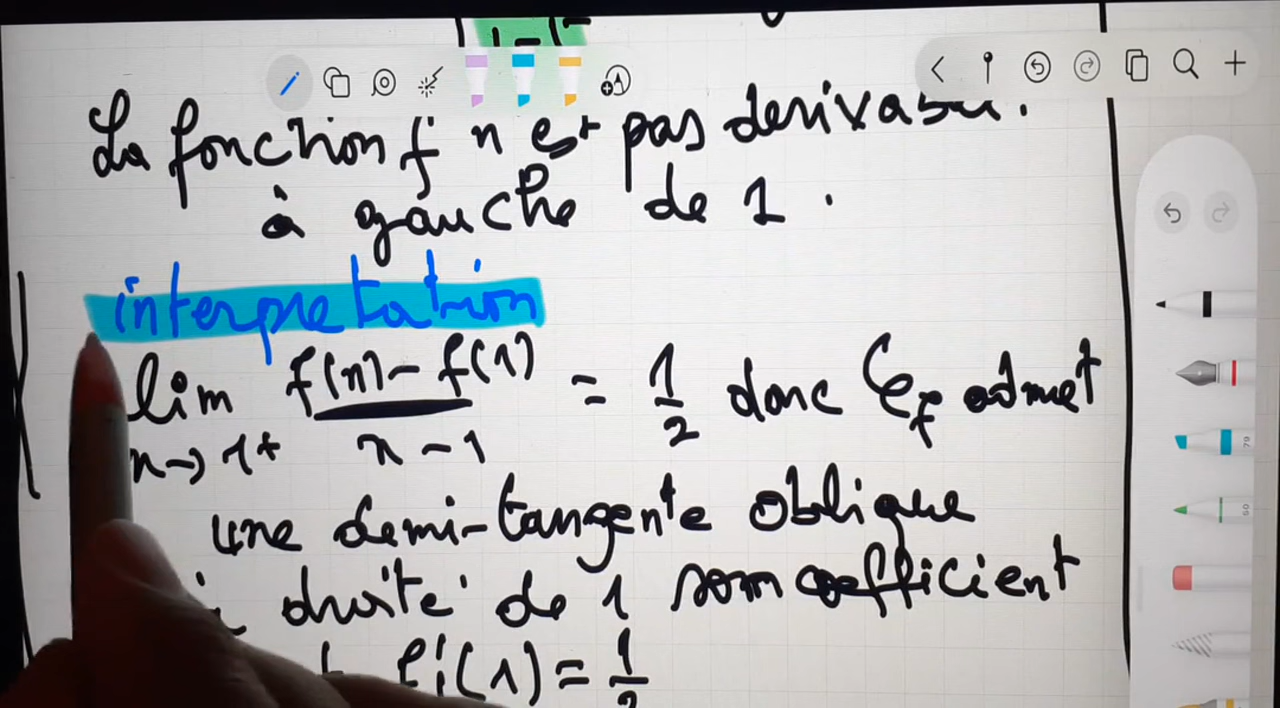 La fonction f n'est pas derivable.
à gauche de 1.
interpretation
lim f(x) - f(1) = 1/2 donc Cf admet
x→1+ x - 1
une demi-tangente oblique
droite de 1 som coefficient
f'(1) = 1/2